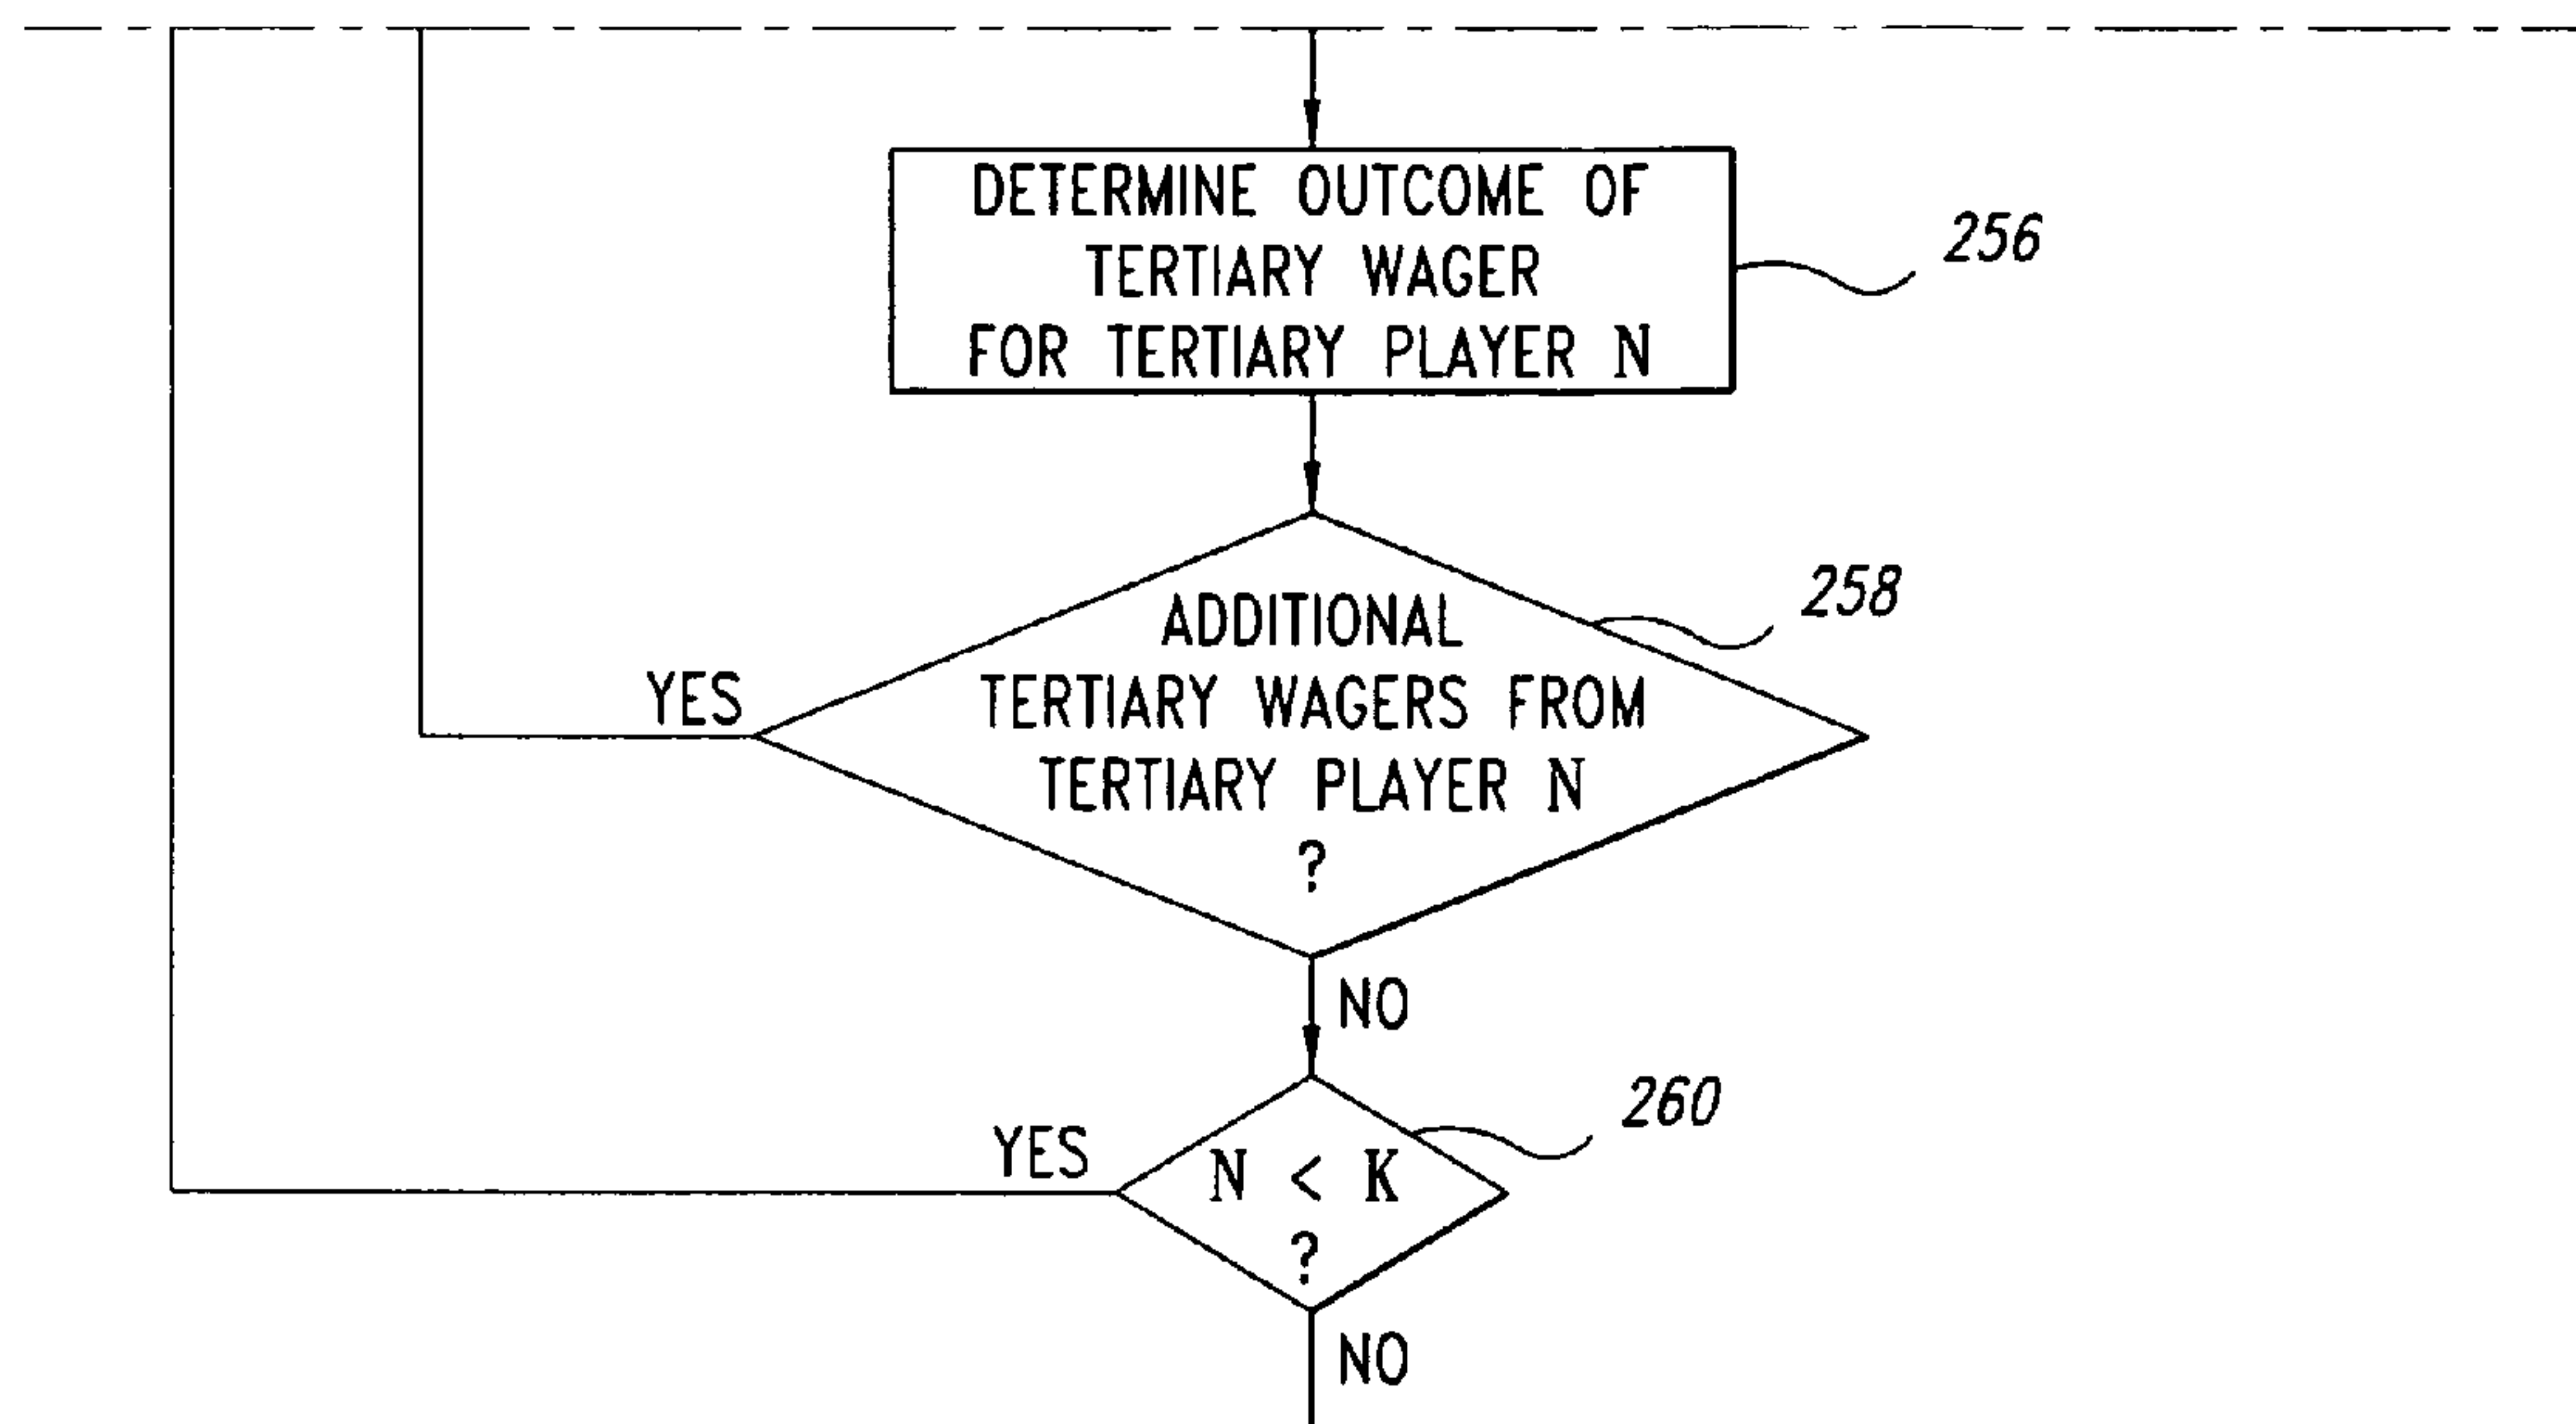 DETERMINE OUTCOME OF
TERTIARY WAGER
FOR TERTIARY PLAYER N
256
ADDITIONAL
TERTIARY WAGERS FROM
TERTIARY PLAYER N
?
258
YES
NO
N < K
?
260
YES
NO